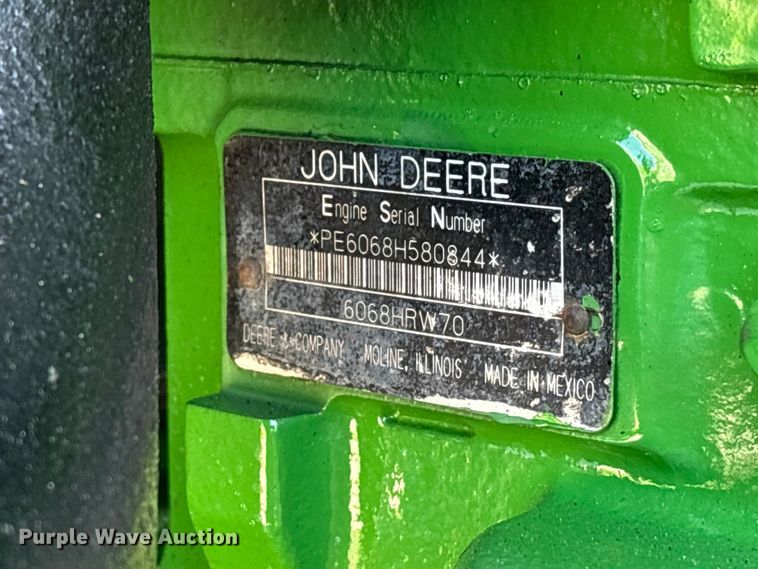 JOHN DEERE
Engine Serial Number
*PE6068H580844*
6068HRW70
DEERE & COMPANY MOLINE, ILLINOIS MADE IN MEXICO
Purple Wave Auction